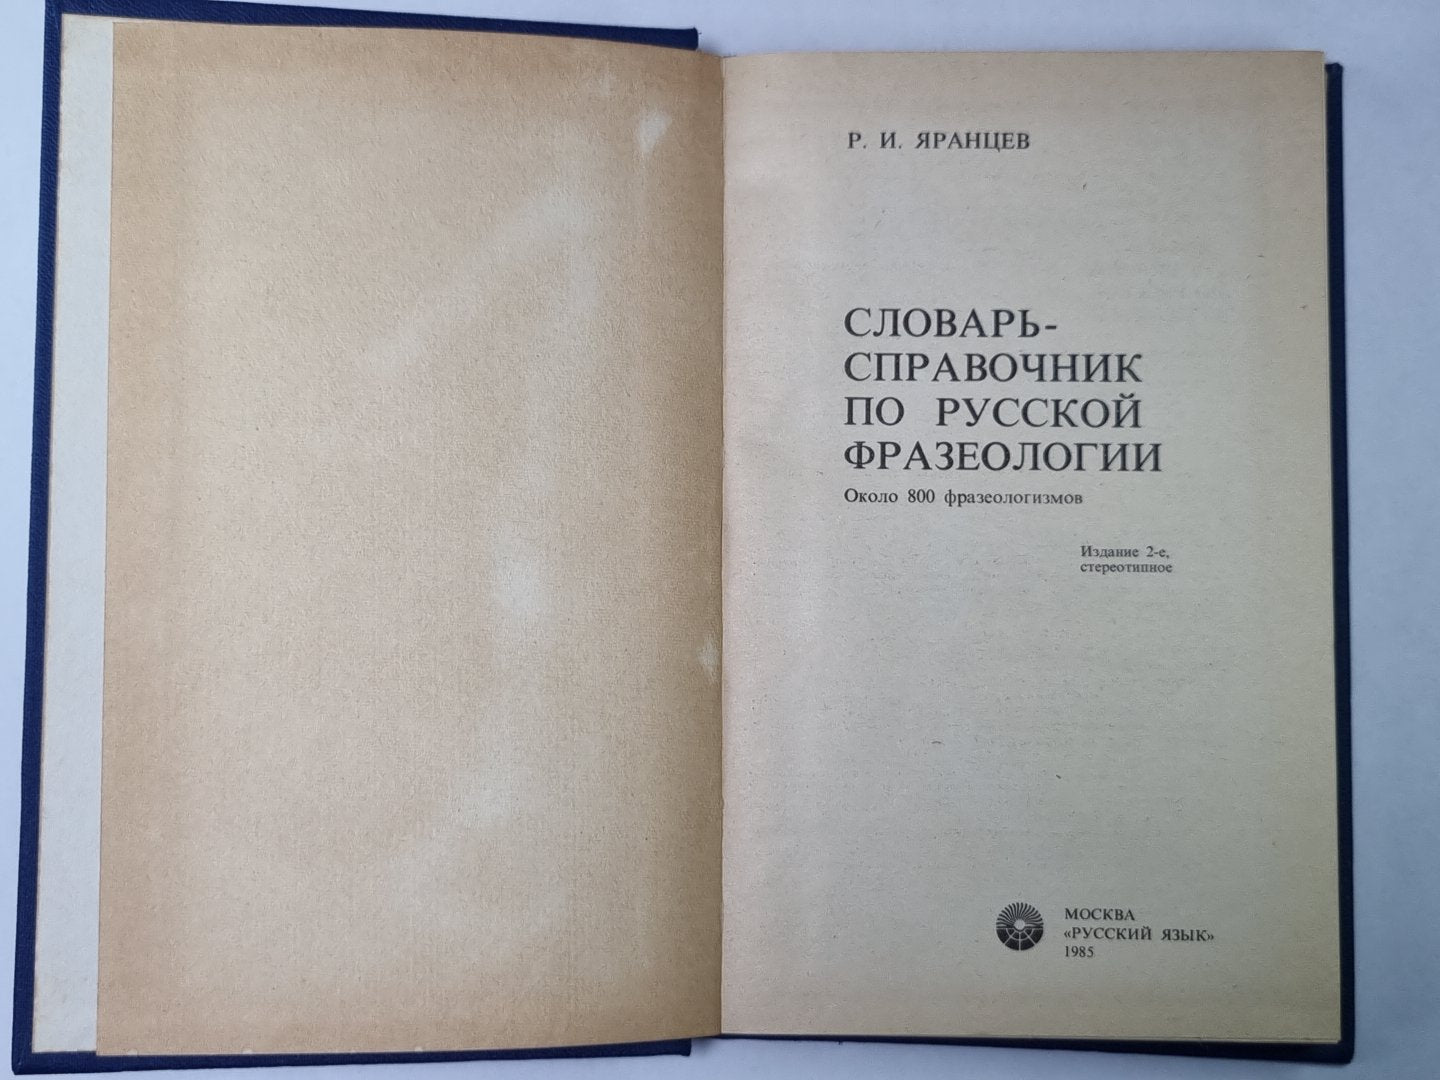 Р. И. ЯРАНЦЕВ
СЛОВАРЬ-
СПРАВОЧНИК
ПО РУССКОЙ
ФРАЗЕОЛОГИИ
Около 800 фразеологизмов
Издание 2-е,
стереотипное
МОСКВА
«РУССКИЙ ЯЗЫК»
1985